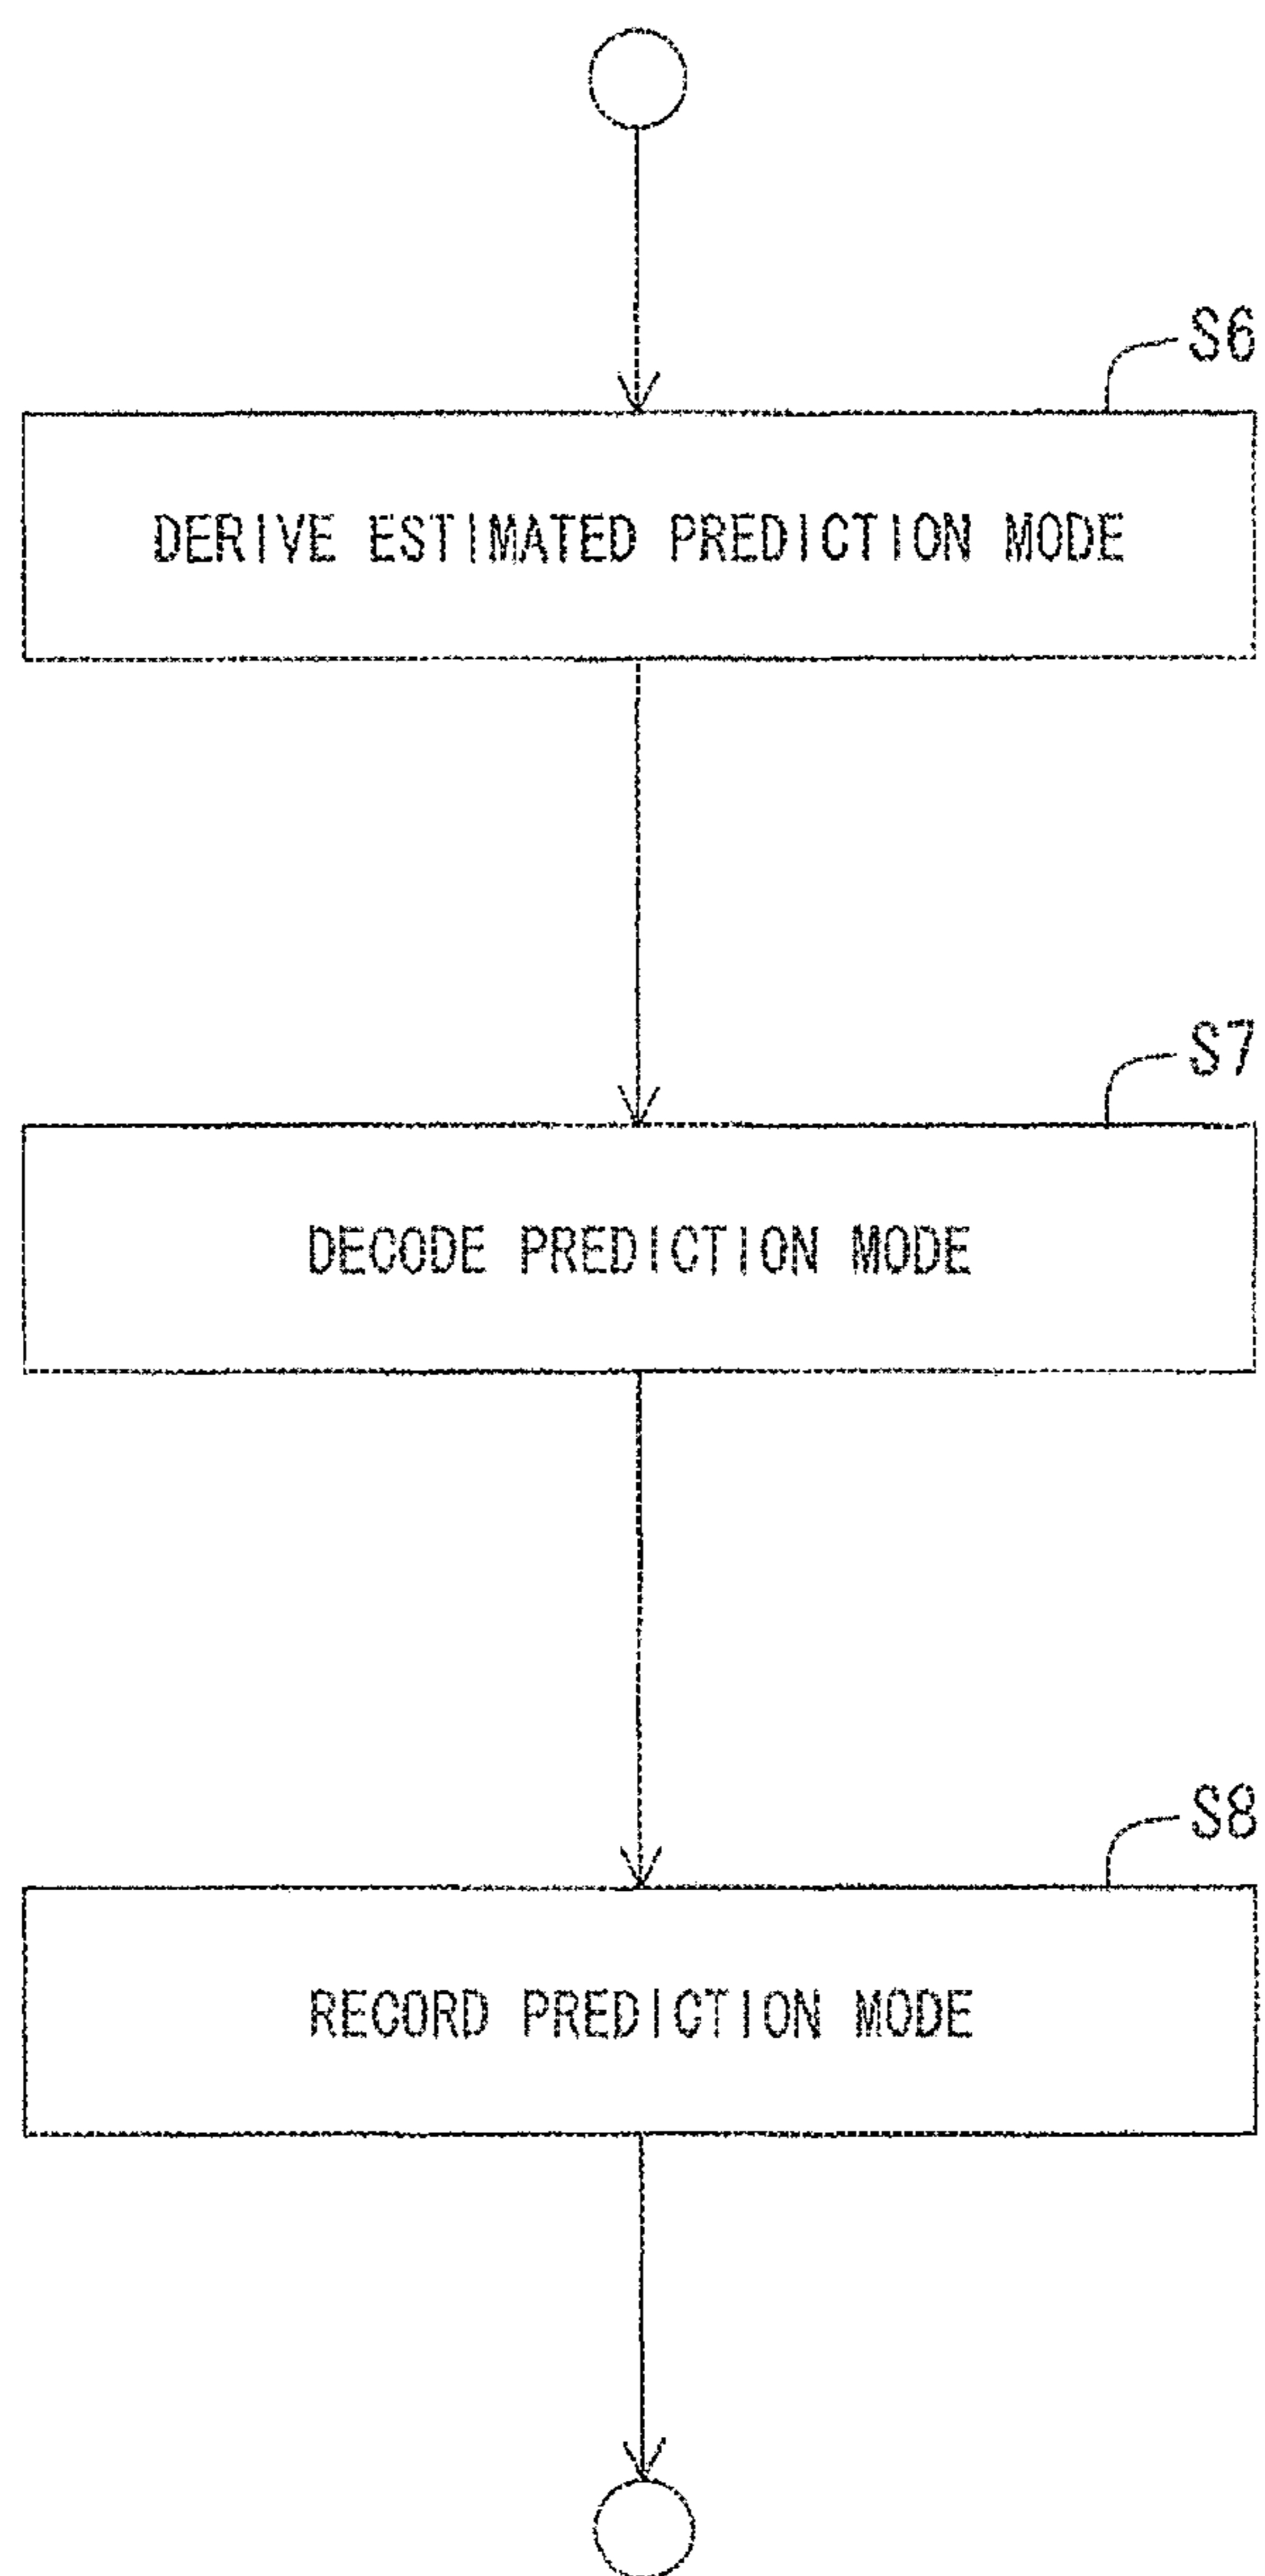 S6
DERIVE ESTIMATED PREDICTION MODE
S7
DECODE PREDICTION MODE
S8
RECORD PREDICTION MODE